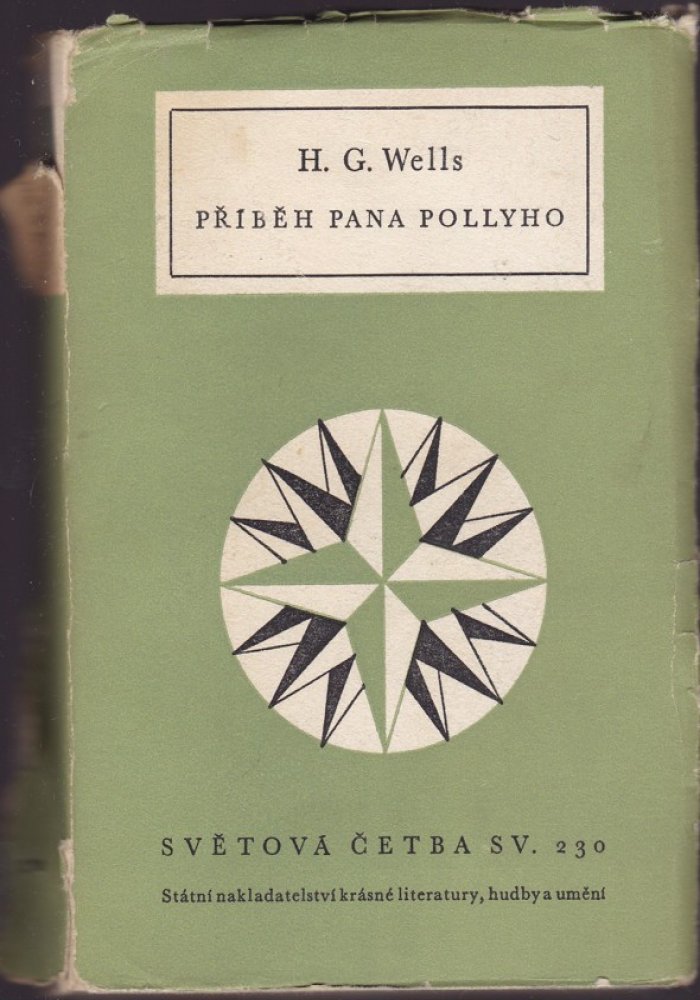 H. G. Wells
PŘÍBĚH PANA POLLYHO
SVĚTOVÁ ČETBA SV. 230
Státní nakladatelství krásné literatury, hudby a umění